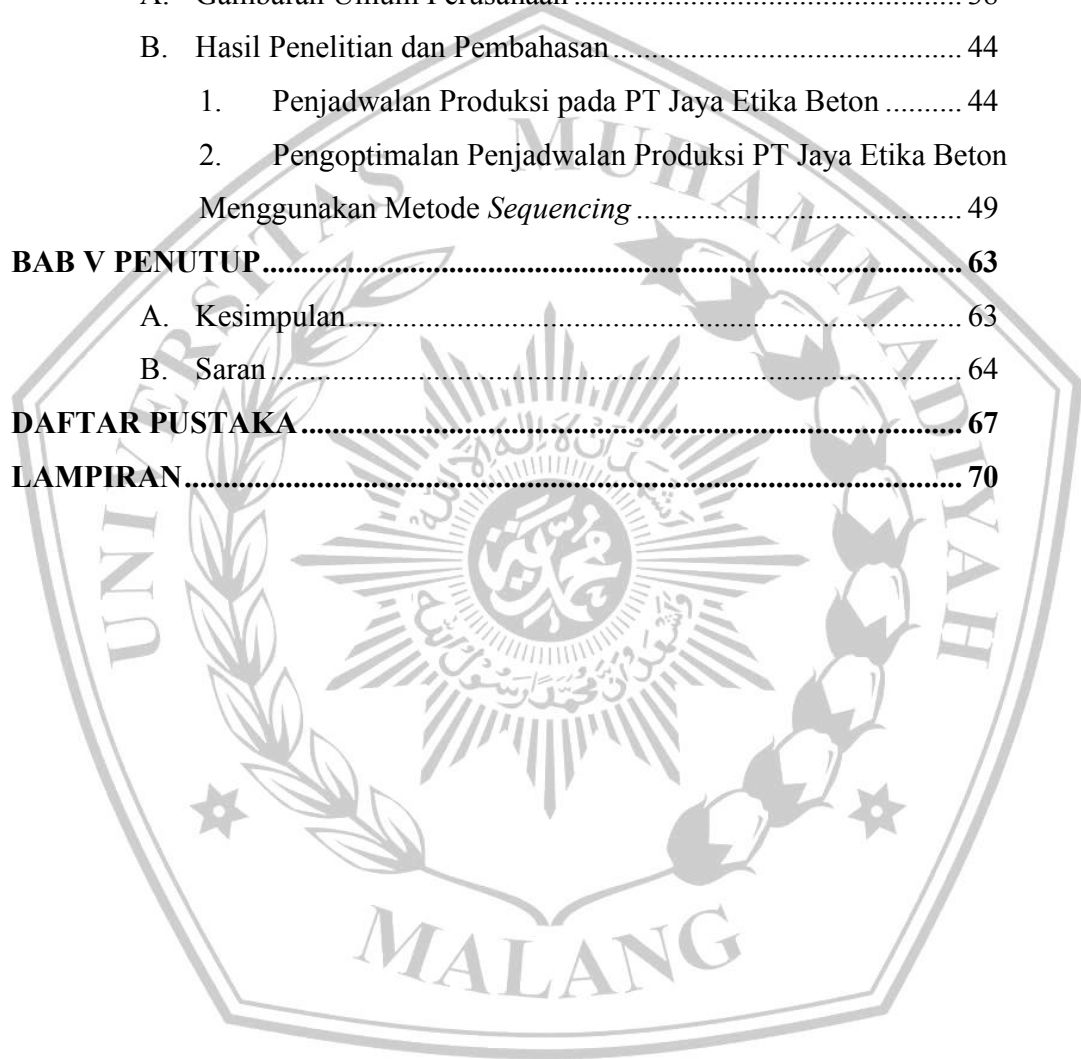 B. Hasil Penelitian dan Pembahasan 44
1. Penjadwalan Produksi pada PT Jaya Etika Beton 44
2. Pengoptimalan Penjadwalan Produksi PT Jaya Etika Beton
Menggunakan Metode Sequencing 49
BAB V PENUTUP 63
A. Kesimpulan 63
B. Saran 64
DAFTAR PUSTAKA 67
LAMPIRAN 70
UNIVERSITAS MUHAMMADIYAH
MALANG